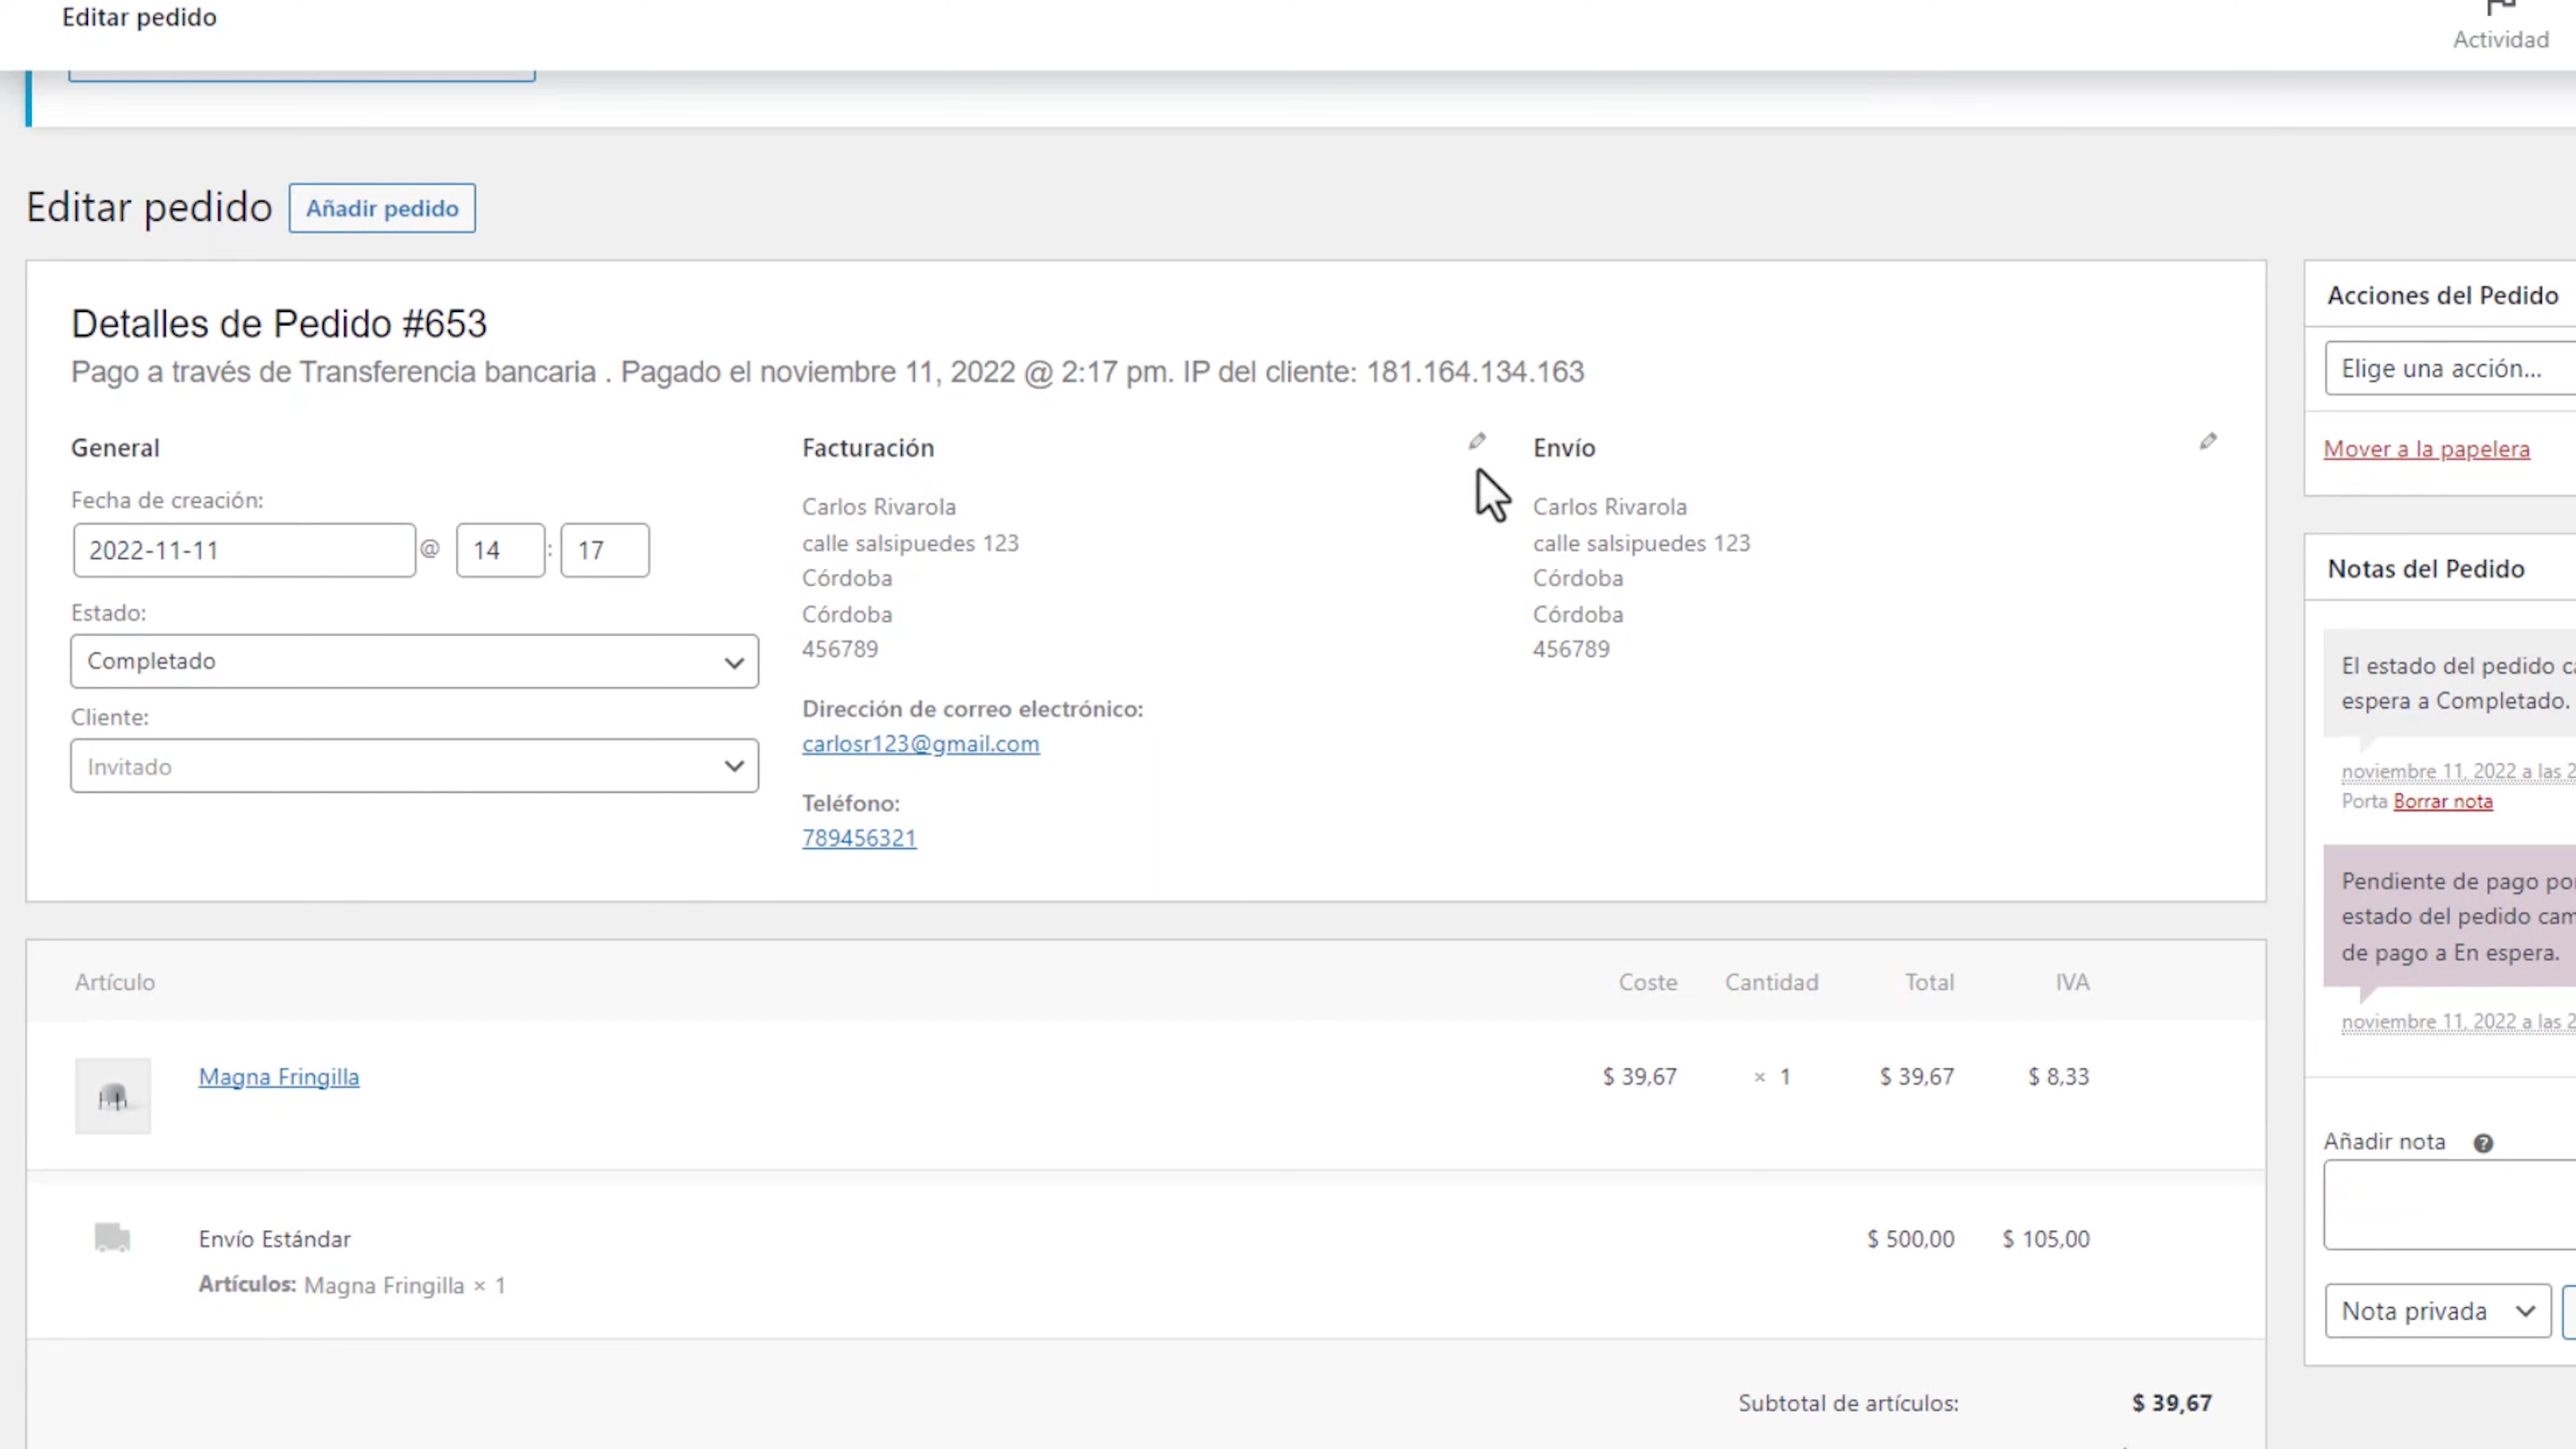 Editar pedido
Actividad
Editar pedido
Añadir pedido
Detalles de Pedido #653
Pago a través de Transferencia bancaria . Pagado el noviembre 11, 2022 @ 2:17 pm. IP del cliente: 181.164.134.163
General
Fecha de creación:
2022-11-11 @ 14 : 17
Estado:
Completado
Cliente:
Invitado
Facturación
Carlos Rivarola
calle salsipuedes 123
Córdoba
Córdoba
456789
Dirección de correo electrónico:
carlosr123@gmail.com
Teléfono:
789456321
Envío
Carlos Rivarola
calle salsipuedes 123
Córdoba
Córdoba
456789
Artículo Coste Cantidad Total IVA
Magna Fringilla $ 39,67 × 1 $ 39,67 $ 8,33
Envío Estándar $ 500,00 $ 105,00
Artículos: Magna Fringilla × 1
Subtotal de artículos: $ 39,67
Acciones del Pedido
Elige una acción...
Mover a la papelera
Notas del Pedido
El estado del pedido
espera a Completado.
noviembre 11, 2022 a las 2
Porta Borrar nota
Pendiente de pago
estado del pedido
de pago a En espera.
noviembre 11, 2022 a las 2
Añadir nota ?
Nota privada